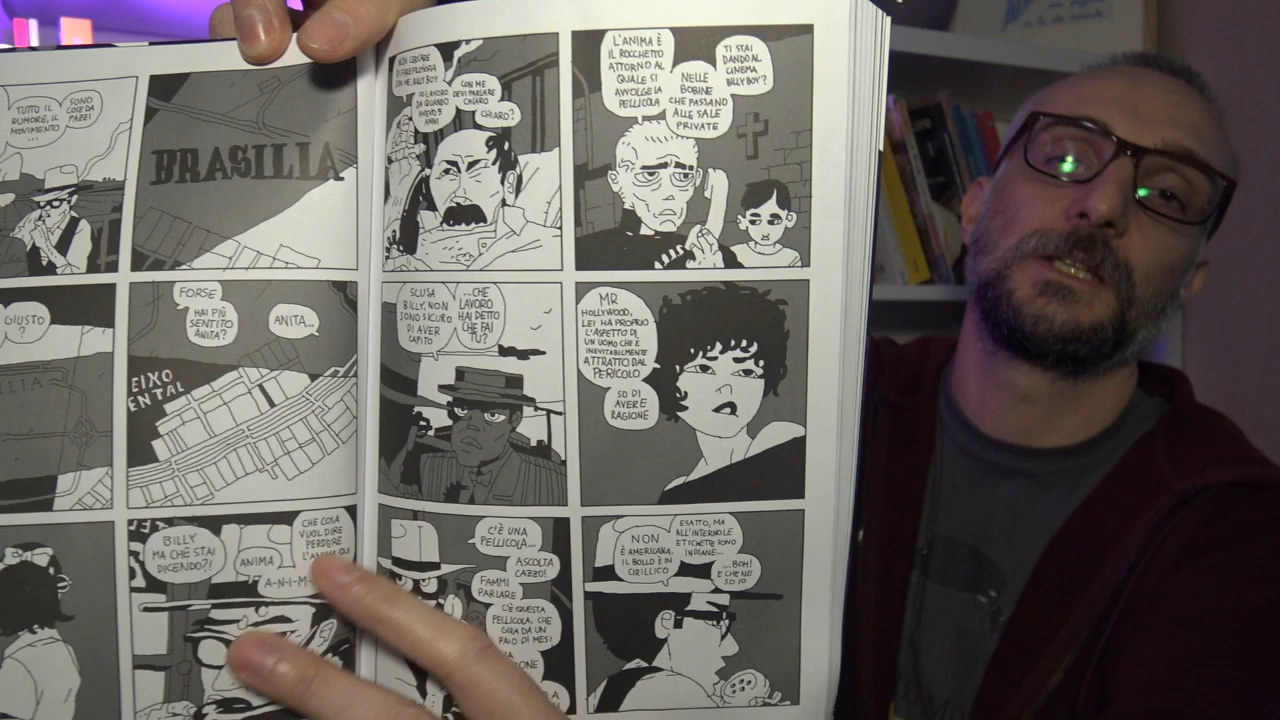 TUTTO IL
RUMORE, IL
MOVIMENTO
...
SONO
COSE DA
PAZZI
BRASILIA
GIUSTO
?
FORSE
HAI PIÙ
SENTITO
ANITA?
ANITA...
EIXO
ENTAL
BILLY
MA CHE STAI
DICENDO?!
ANIMA
A-N-I-M-
CHE COSA
VUOL DIRE
PERDERE
L'ANIMA QUI
NON CERCARE
DI FARE FILOSOFIA
CON ME, BILLY BOY
IO LAVORO
DA QUANDO
AVEVO 8
ANNI
CON ME
DEVI PARLARE
CHIARO
CHIARO?
L'ANIMA È
IL ROCCHETTO
ATTORNO AL
QUALE SI
AVVOLGE LA
PELLICOLA
NELLE
BOBINE
CHE PASSANO
ALLE SALE
PRIVATE
TI STAI
DANDO AL
CINEMA
BILLY BOY?
SCUSA
BILLY, NON
SONO SICURO
DI AVER
CAPITO
...CHE
LAVORO
HAI DETTO
CHE FAI
TU?
MR
HOLLYWOOD,
LEI HA PROPRIO
L'ASPETTO DI
UN UOMO CHE È
INEVITABILMENTE
ATTRATTO DAL
PERICOLO
SO DI
AVERE
RAGIONE
C'È UNA
PELLICOLA...
ASCOLTA
CAZZO!
FAMMI
PARLARE
C'È QUESTA
PELLICOLA, CHE
GIRA DA UN
PAIO DI MESI
NON
È AMERICANA,
IL BOLLO È IN
CIRILLICO
ESATTO, MA
ALL'INTERNO LE
ETICHETTE SONO
INDIANE...
...BOH!
E CHE NE
SO IO